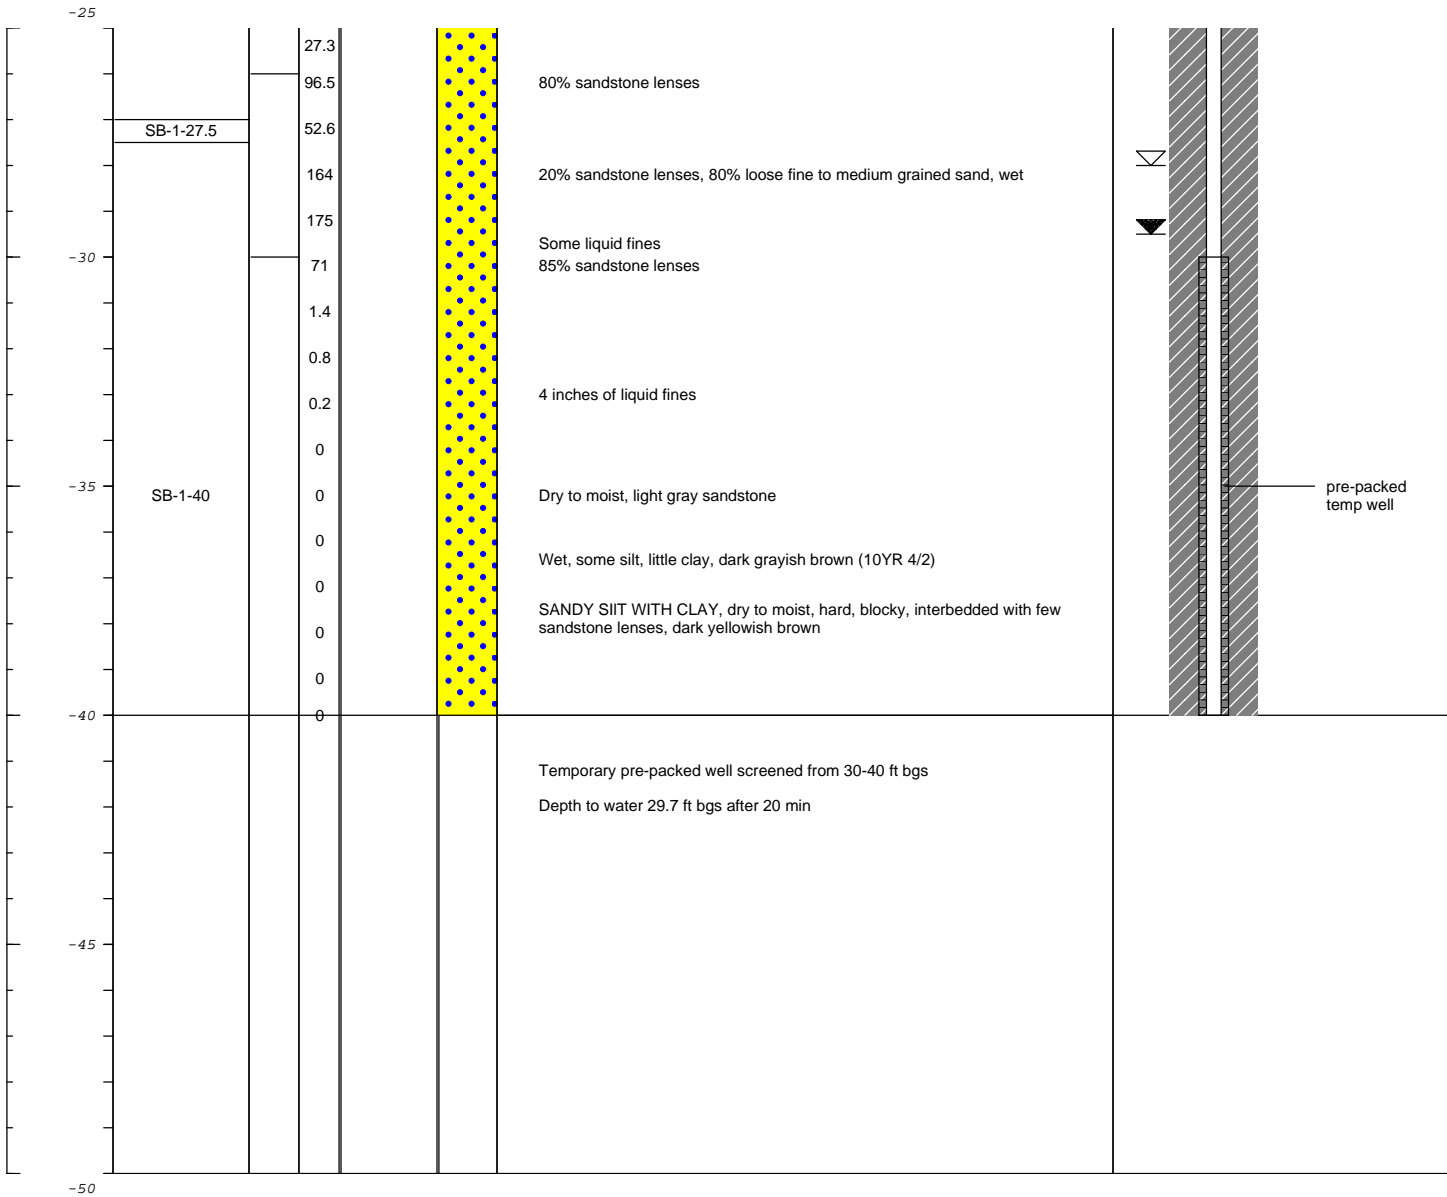 -25
27.3
96.5
80% sandstone lenses
SB-1-27.5
52.6
164
20% sandstone lenses, 80% loose fine to medium grained sand, wet
175
Some liquid fines
-30
71
85% sandstone lenses
1.4
0.8
4 inches of liquid fines
0.2
0
-35
SB-1-40
0
Dry to moist, light gray sandstone
pre-packed
temp well
0
Wet, some silt, little clay, dark grayish brown (10YR 4/2)
0
SANDY SIIT WITH CLAY, dry to moist, hard, blocky, interbedded with few
sandstone lenses, dark yellowish brown
0
0
-40
0
Temporary pre-packed well screened from 30-40 ft bgs
Depth to water 29.7 ft bgs after 20 min
-45
-50